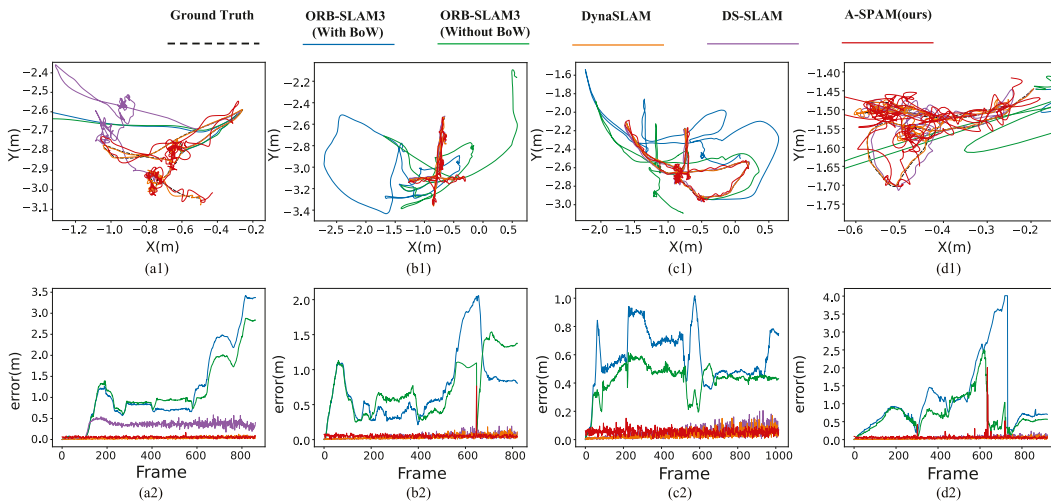 Ground Truth
ORB-SLAM3
(With BoW)
ORB-SLAM3
(Without BoW)
DynaSLAM
DS-SLAM
A-SPAM(ours)
Y(m)
−2.4
−2.5
−2.6
−2.7
−2.8
−2.9
−3.0
−3.1
−1.2 −1.0 −0.8 −0.6 −0.4 −0.2
X(m)
(a1)
Y(m)
−2.2
−2.4
−2.6
−2.8
−3.0
−3.2
−3.4
−2.5 −2.0 −1.5 −1.0 −0.5 0.0 0.5
X(m)
(b1)
Y(m)
−1.6
−1.8
−2.0
−2.2
−2.4
−2.6
−2.8
−3.0
−2.0 −1.5 −1.0 −0.5 0.0 0.5
X(m)
(c1)
Y(m)
−1.40
−1.45
−1.50
−1.55
−1.60
−1.65
−1.70
−1.75
−0.6 −0.5 −0.4 −0.3 −0.2
X(m)
(d1)
error(m)
3.5
3.0
2.5
2.0
1.5
1.0
0.5
0.0
0 200 400 600 800
Frame
(a2)
error(m)
2.0
1.5
1.0
0.5
0.0
0 200 400 600 800
Frame
(b2)
error(m)
1.0
0.8
0.6
0.4
0.2
0.0
0 200 400 600 800 1000
Frame
(c2)
error(m)
4.0
3.5
3.0
2.5
2.0
1.5
1.0
0.5
0.0
0 200 400 600 800
Frame
(d2)